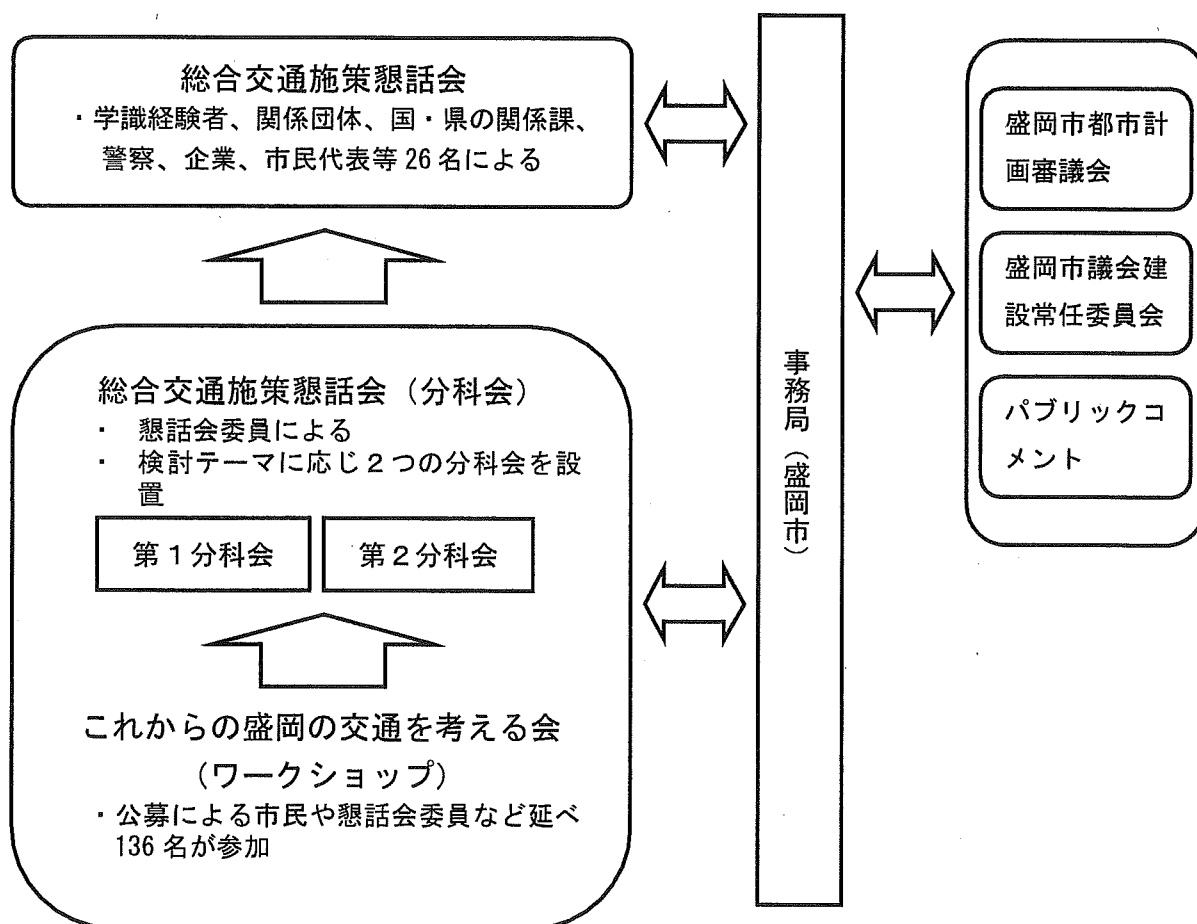 総合交通施策懇話会
・学識経験者、関係団体、国・県の関係課、
警察、企業、市民代表等26名による
総合交通施策懇話会（分科会）
・ 懇話会委員による
・ 検討テーマに応じ２つの分科会を設
置
第１分科会
第２分科会
これからの盛岡の交通を考える会
（ワークショップ）
・公募による市民や懇話会委員など延べ
136名が参加
事務局（盛岡市）
盛岡市都市計
画審議会
盛岡市議会建
設常任委員会
パブリックコ
メント